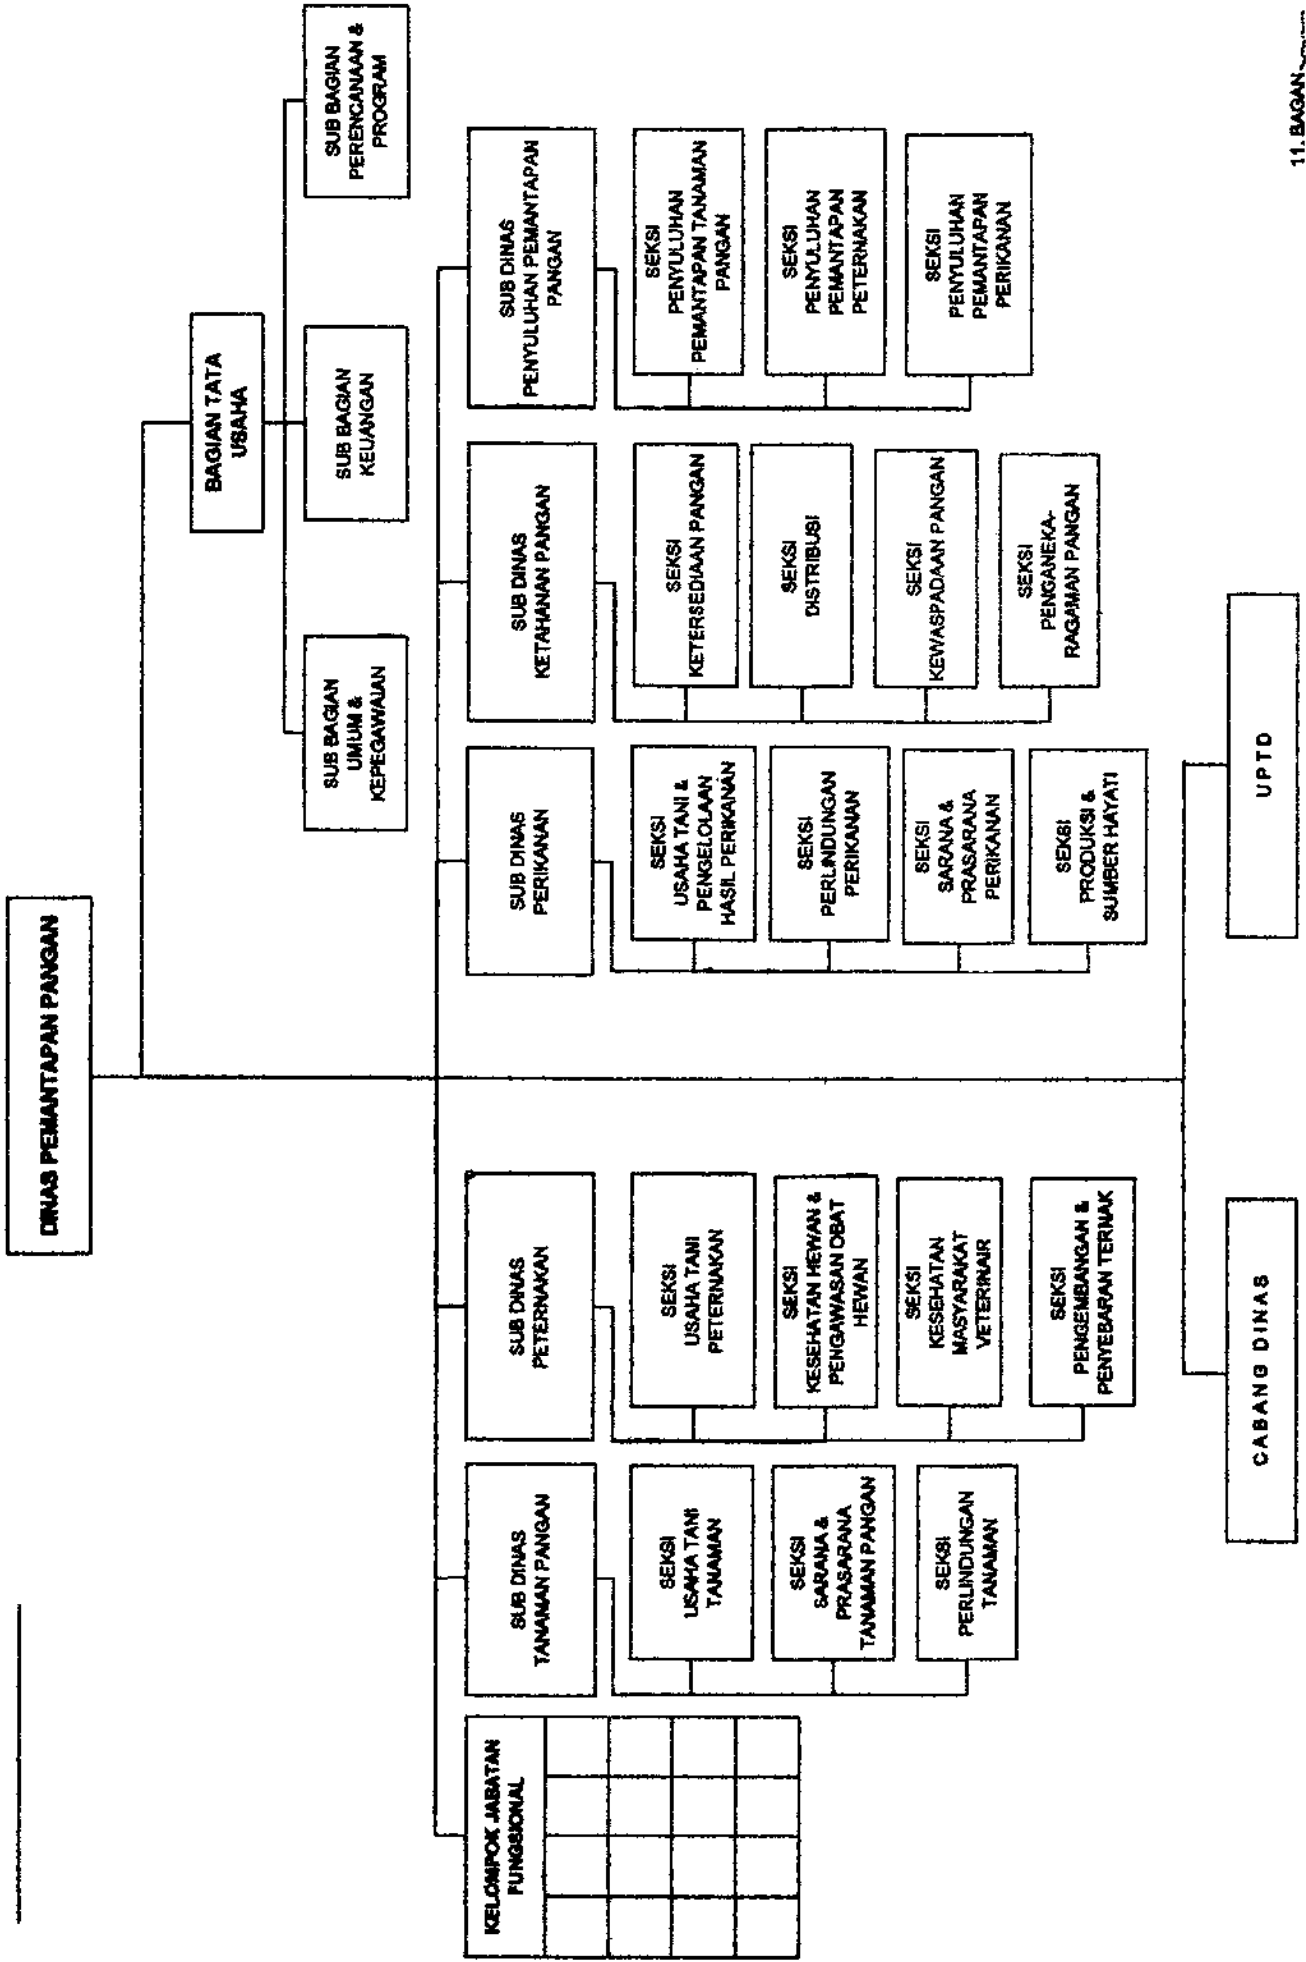 DINAS PEMANTAPAN PANGAN
BAGIAN TATA
USAHA
SUB BAGIAN
UMUM &
KEPEGAWAIAN
SUB BAGIAN
KEUANGAN
SUB BAGIAN
PERENCANAAN &
PROGRAM
KELOMPOK JABATAN
FUNGSIONAL
SUB DINAS
TANAMAN PANGAN
SEKSI
USAHA TANI
TANAMAN
SEKSI
SARANA &
PRASARANA
TANAMAN PANGAN
SEKSI
PERLINDUNGAN
TANAMAN
SUB DINAS
PETERNAKAN
SEKSI
USAHA TANI
PETERNAKAN
SEKSI
KESEHATAN HEWAN &
PENGAWASAN OBAT
HEWAN
SEKSI
KESEHATAN
MASYARAKAT
VETERINAIR
SEKSI
PENGEMBANGAN &
PENYEBARAN TERNAK
SUB DINAS
PERIKANAN
SEKSI
USAHA TANI &
PENGELOLAAN
HASIL PERIKANAN
SEKSI
PERLINDUNGAN
PERIKANAN
SEKSI
SARANA &
PRASARANA
PERIKANAN
SEKSI
PRODUKSI &
SUMBER HAYATI
SUB DINAS
KETAHANAN PANGAN
SEKSI
KETERSEDIAAN PANGAN
SEKSI
DISTRIBUSI
SEKSI
KEWASPADAAN PANGAN
SEKSI
PENGANEKA-
RAGAMAN PANGAN
SUB DINAS
PENYULUHAN PEMANTAPAN
PANGAN
SEKSI
PENYULUHAN
PEMANTAPAN TANAMAN
PANGAN
SEKSI
PENYULUHAN
PEMANTAPAN
PETERNAKAN
SEKSI
PENYULUHAN
PEMANTAPAN
PERIKANAN
CABANG DINAS
UPTD
11. BAGAN